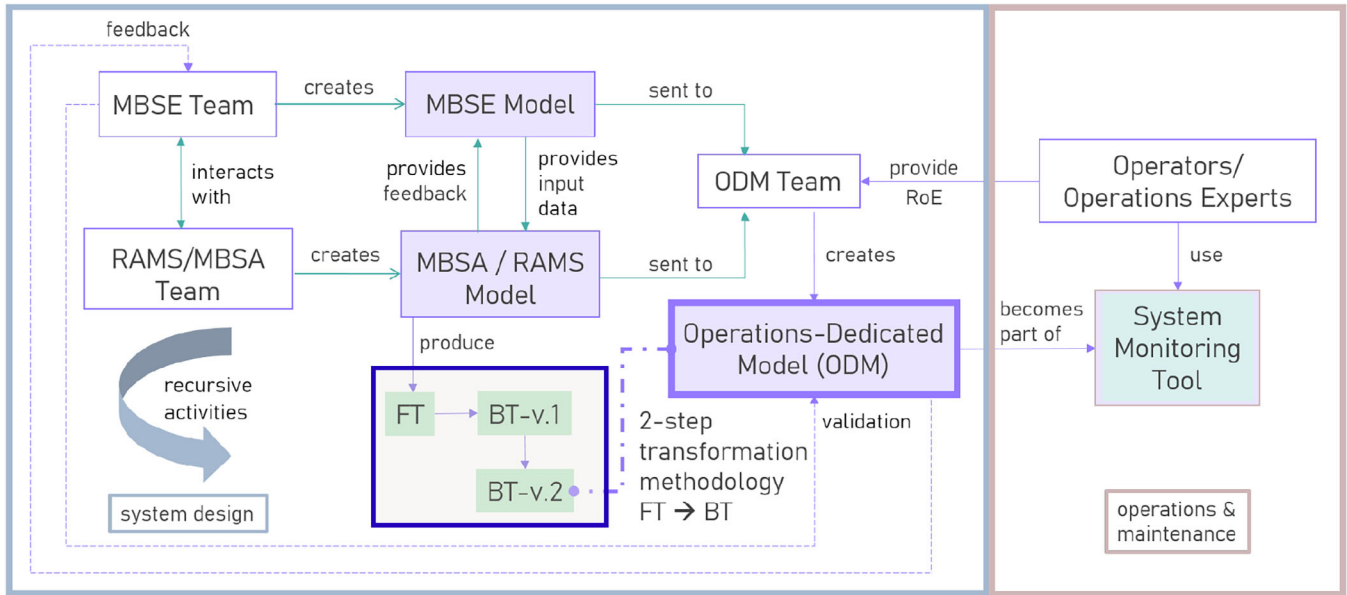 feedback
MBSE Team
creates
MBSE Model
sent to
interacts
with
provides
feedback
provides
input
data
ODM Team
provide
RoE
Operators/
Operations Experts
RAMS/MBSA
Team
creates
MBSA / RAMS
Model
sent to
creates
use
produce
Operations-Dedicated
Model (ODM)
becomes
part of
System
Monitoring
Tool
recursive
activities
FT
BT-v.1
BT-v.2
2-step
transformation
methodology
FT → BT
validation
system design
operations &
maintenance